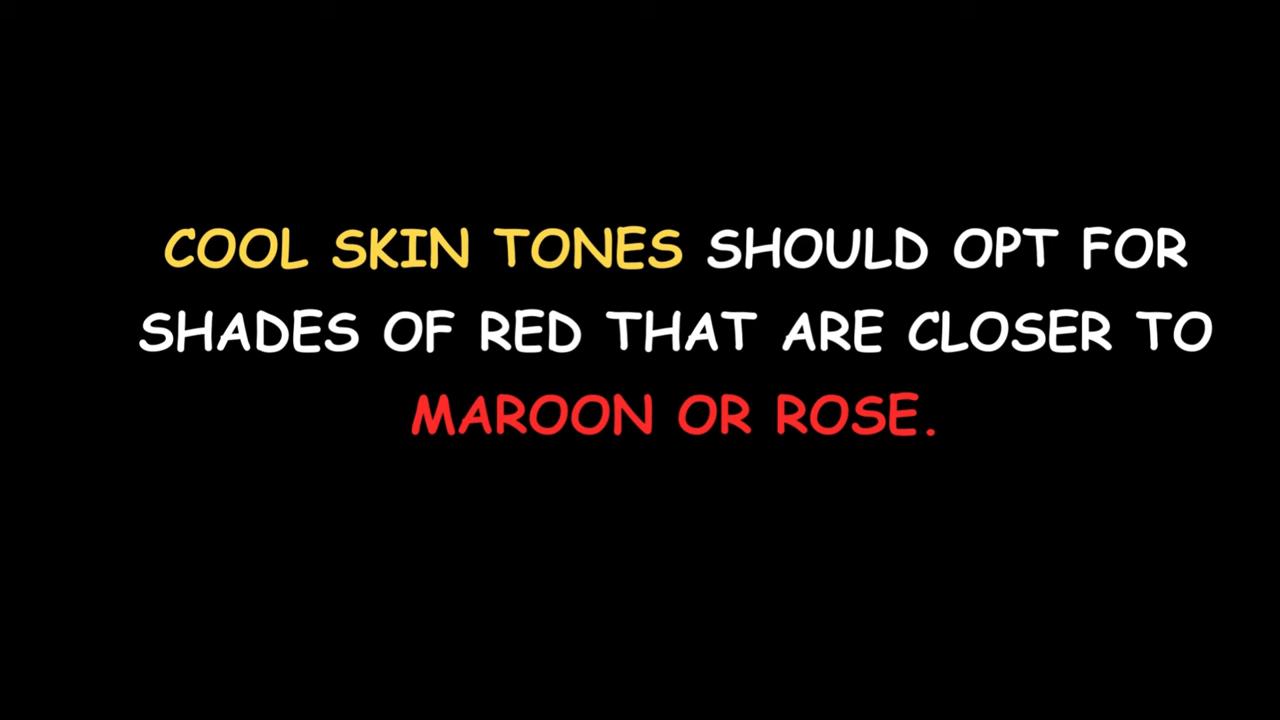 COOL SKIN TONES SHOULD OPT FOR
SHADES OF RED THAT ARE CLOSER TO
MAROON OR ROSE.